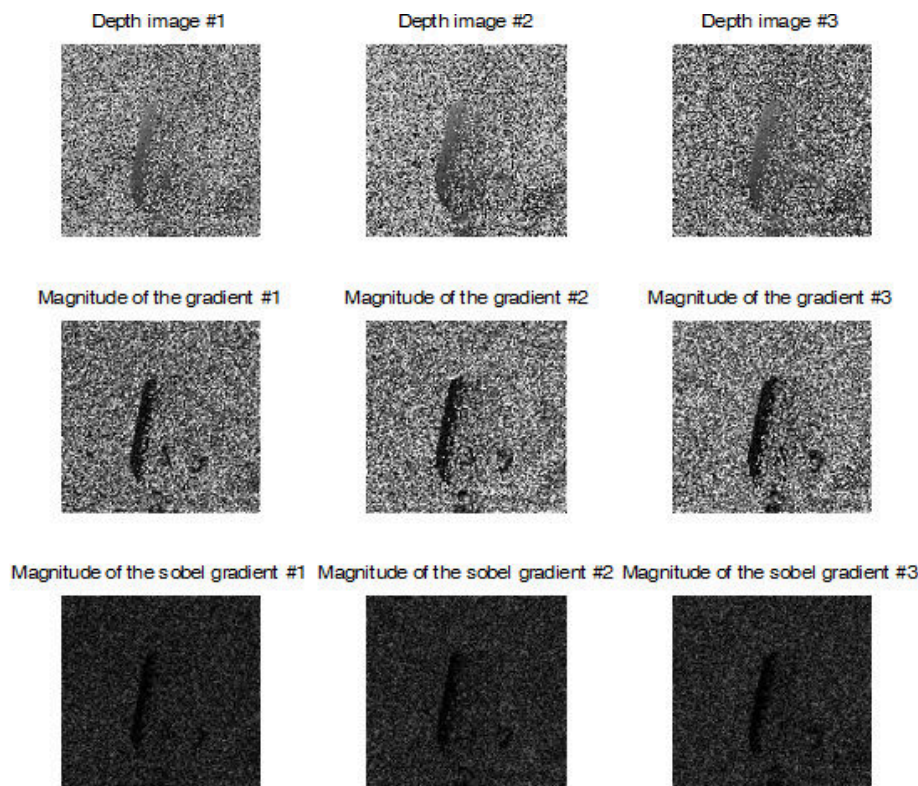 Depth image #1
Depth image #2
Depth image #3
Magnitude of the gradient #1
Magnitude of the gradient #2
Magnitude of the gradient #3
Magnitude of the sobel gradient #1
Magnitude of the sobel gradient #2
Magnitude of the sobel gradient #3